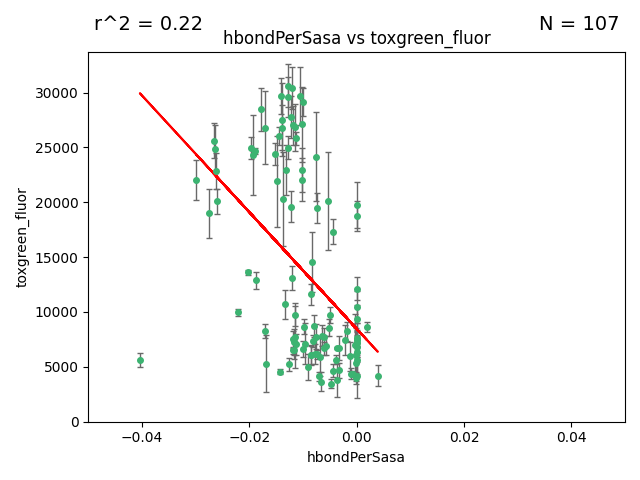 r^2 = 0.22
N = 107
hbondPerSasa vs toxgreen_fluor
30000
25000
20000
15000
10000
5000
0
toxgreen_fluor
−0.04
−0.02
0.00
0.02
0.04
hbondPerSasa